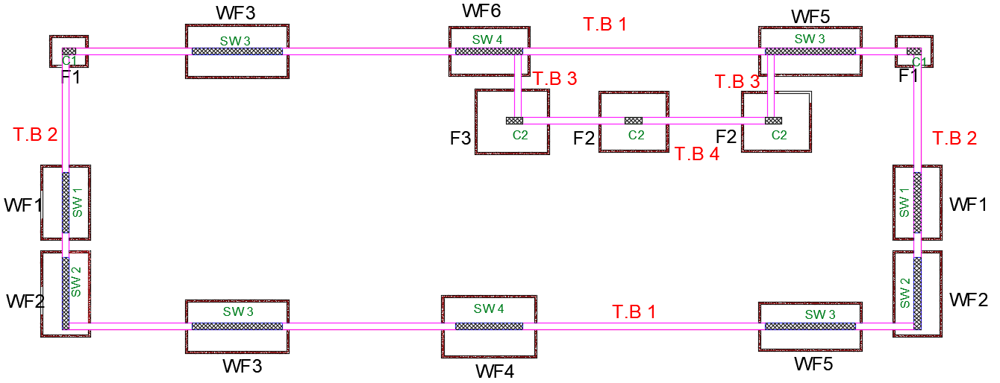 WF3
WF6
T.B 1
WF5
SW 3
SW 4
SW 3
C1
F1
C1
F1
T.B 3
T.B 3
T.B 2
F3
C2
F2
C2
F2
C2
T.B 2
T.B 4
WF1
SW 1
SW 1
WF1
WF2
SW 2
SW 2
WF2
SW 3
SW 4
T.B 1
SW 3
WF3
WF4
WF5